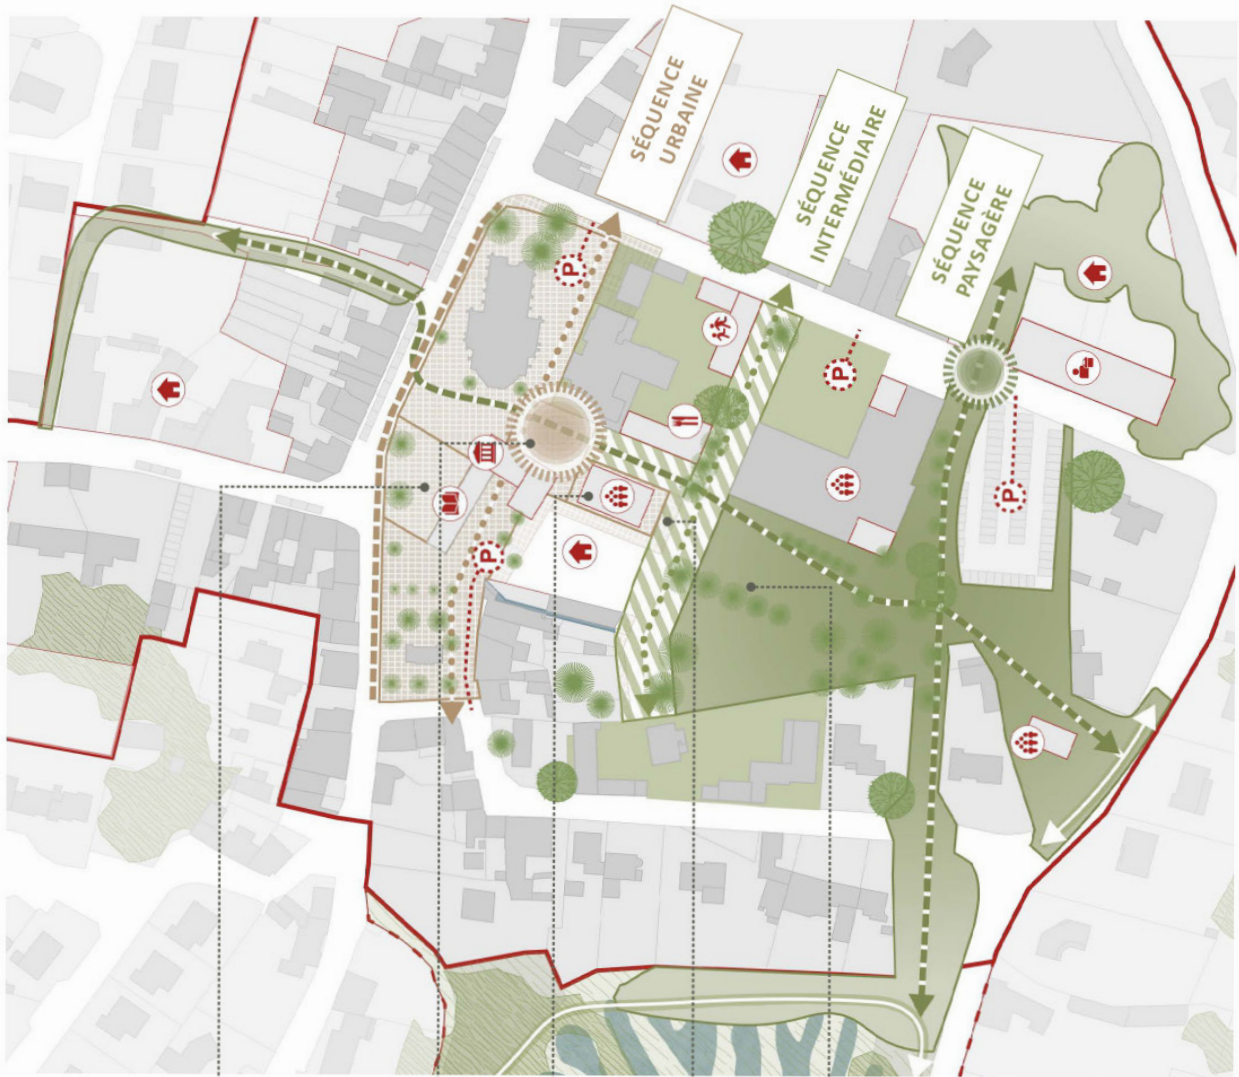 SÉQUENCE
URBAINE
SÉQUENCE
INTERMÉDIAIRE
SÉQUENCE
PAYSAGÈRE
P
P
P
P